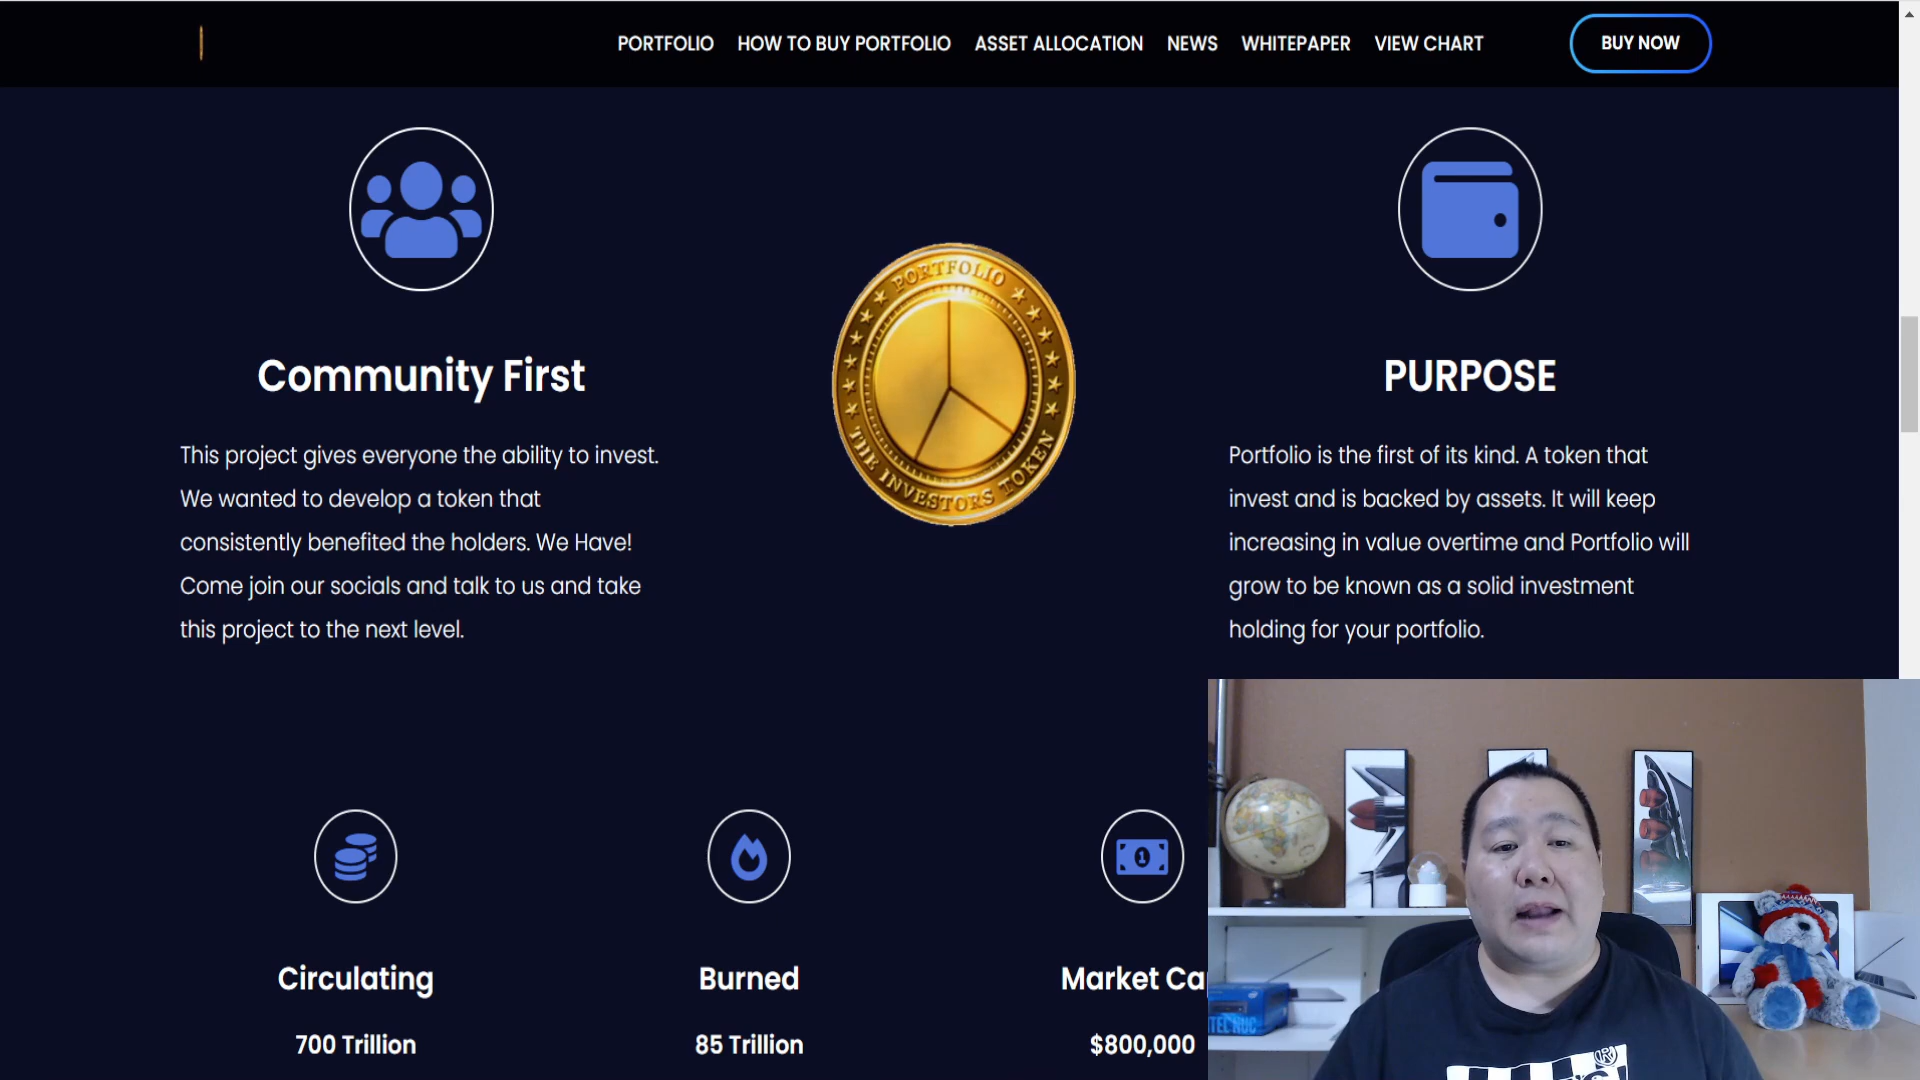 PORTFOLIO HOW TO BUY PORTFOLIO ASSET ALLOCATION NEWS WHITEPAPER VIEW CHART BUY NOW
PORTFOLIO
THE INVESTORS TOKEN
Community First
This project gives everyone the ability to invest.
We wanted to develop a token that
consistently benefited the holders. We Have!
Come join our socials and talk to us and take
this project to the next level.
PURPOSE
Portfolio is the first of its kind. A token that
invest and is backed by assets. It will keep
increasing in value overtime and Portfolio will
grow to be known as a solid investment
holding for your portfolio.
1
Circulating
700 Trillion
Burned
85 Trillion
Market Ca
$800,000
NUC